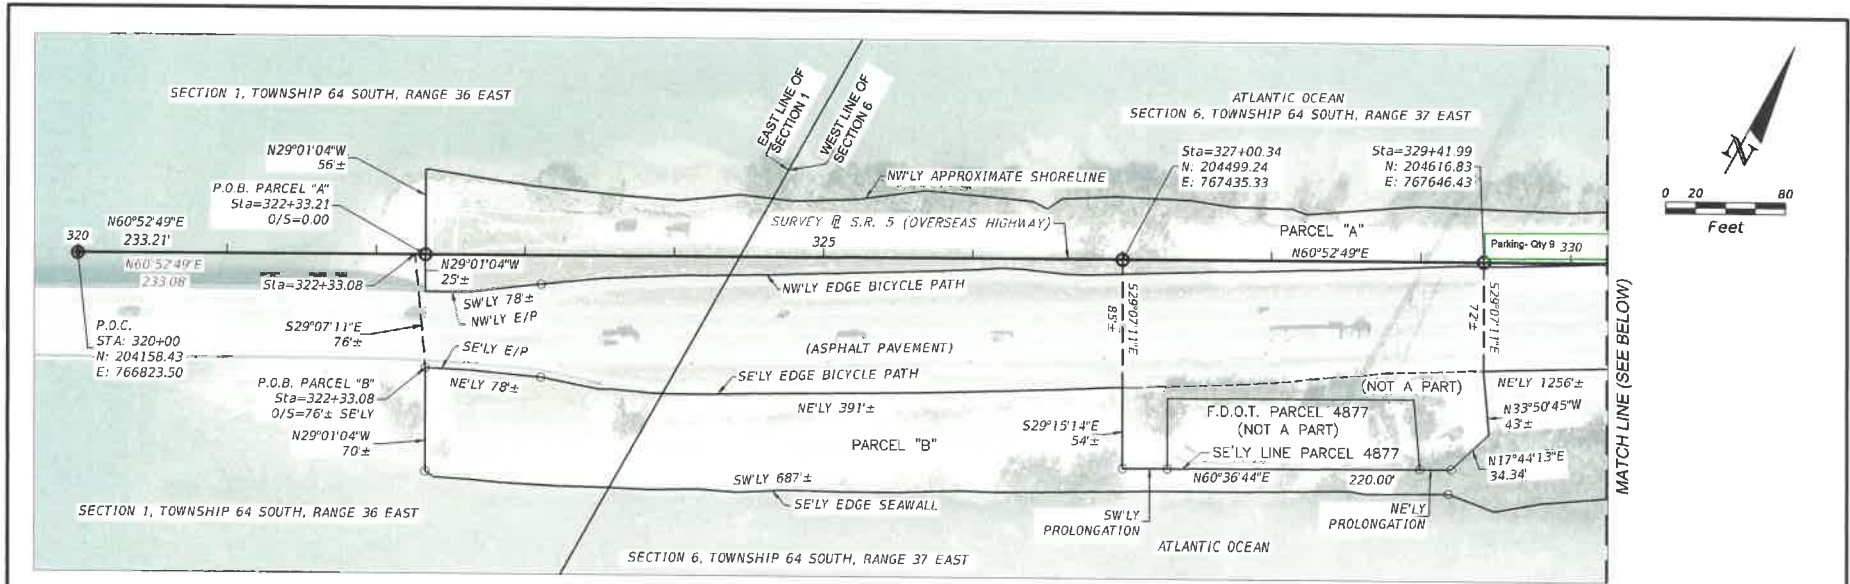 SECTION 1, TOWNSHIP 64 SOUTH, RANGE 36 EAST
EAST LINE OF
SECTION 1
WEST LINE OF
SECTION 6
ATLANTIC OCEAN
SECTION 6, TOWNSHIP 64 SOUTH, RANGE 37 EAST
N29°01'04"W
56'±
P.O.B. PARCEL "A"
Sta=322+33.21
O/S=0.00
NW'LY APPROXIMATE SHORELINE
Sta=327+00.34
N: 204499.24
E: 767435.33
Sta=329+41.99
N: 204616.83
E: 767646.43
0 20 80
Feet
320
N60°52'49"E
233.21'
N60°52'49"E
233.08'
Sta=322+33.08
N29°01'04"W
25'±
SURVEY ℄ S.R. 5 (OVERSEAS HIGHWAY)
325
PARCEL "A"
N60°52'49"E
Parking- Qty 9
330
SW'LY 78'±
NW'LY E/P
NW'LY EDGE BICYCLE PATH
S29°07'11"E
85'±
S29°07'11"E
72'±
P.O.C.
STA: 320+00
N: 204158.43
E: 766823.50
S29°07'11"E
76'±
SE'LY E/P
(ASPHALT PAVEMENT)
P.O.B. PARCEL "B"
Sta=322+33.08
O/S=76'± SE'LY
NE'LY 78'±
SE'LY EDGE BICYCLE PATH
NE'LY 391'±
(NOT A PART)
NE'LY 1256'±
N29°01'04"W
70'±
PARCEL "B"
S29°15'14"E
54'±
F.D.O.T. PARCEL 4877
(NOT A PART)
SE'LY LINE PARCEL 4877
N33°50'45"W
43'±
N17°44'13"E
34.34'
N60°36'44"E
220.00'
SW'LY 687'±
SE'LY EDGE SEAWALL
SW'LY
PROLONGATION
NE'LY
PROLONGATION
SECTION 1, TOWNSHIP 64 SOUTH, RANGE 36 EAST
SECTION 6, TOWNSHIP 64 SOUTH, RANGE 37 EAST
ATLANTIC OCEAN
MATCH LINE (SEE BELOW)
N